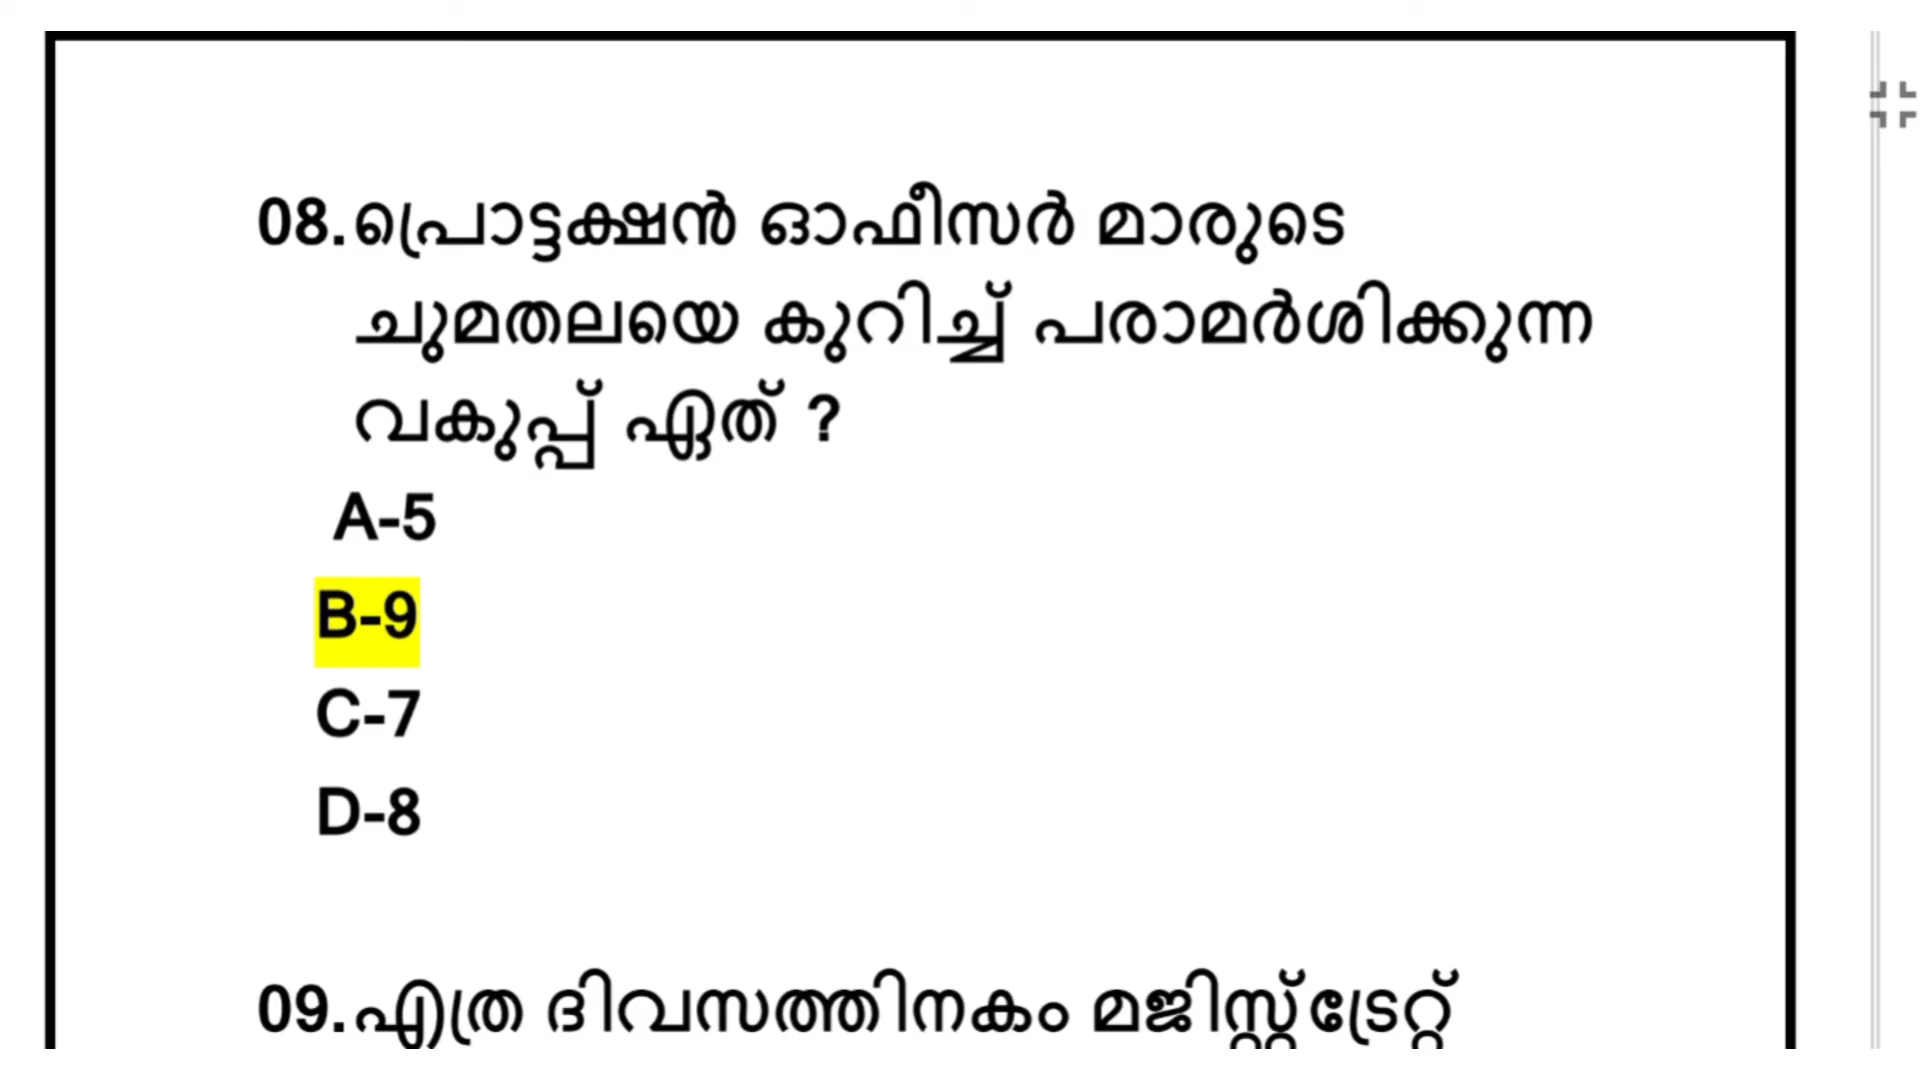 08.പ്രൊട്ടക്ഷൻ ഓഫീസർ മാരുടെ
ചുമതലയെ കുറിച്ച് പരാമർശിക്കുന്ന
വകുപ്പ് ഏത് ?
A-5
B-9
C-7
D-8
09.എത്ര ദിവസത്തിനകം മജിസ്റ്റ്രേറ്റ്